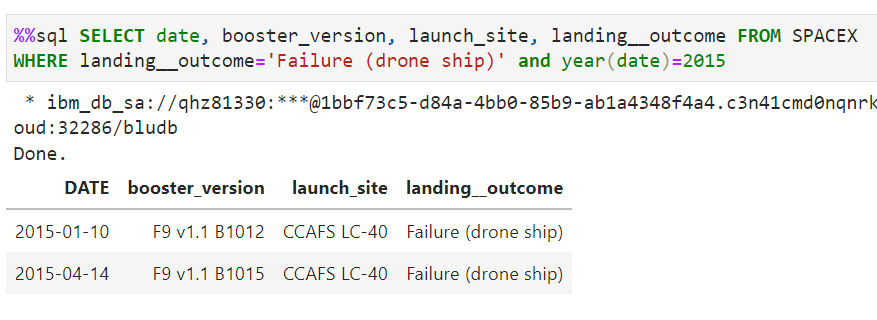 %%sql SELECT date, booster_version, launch_site, landing__outcome FROM SPACEX
WHERE landing__outcome='Failure (drone ship)' and year(date)=2015
* ibm_db_sa://qhz81330:***@1bbf73c5-d84a-4bb0-85b9-ab1a4348f4a4.c3n41cmd0nqnrk
oud:32286/bludb
Done.
DATE booster_version launch_site landing__outcome
2015-01-10 F9 v1.1 B1012 CCAFS LC-40 Failure (drone ship)
2015-04-14 F9 v1.1 B1015 CCAFS LC-40 Failure (drone ship)